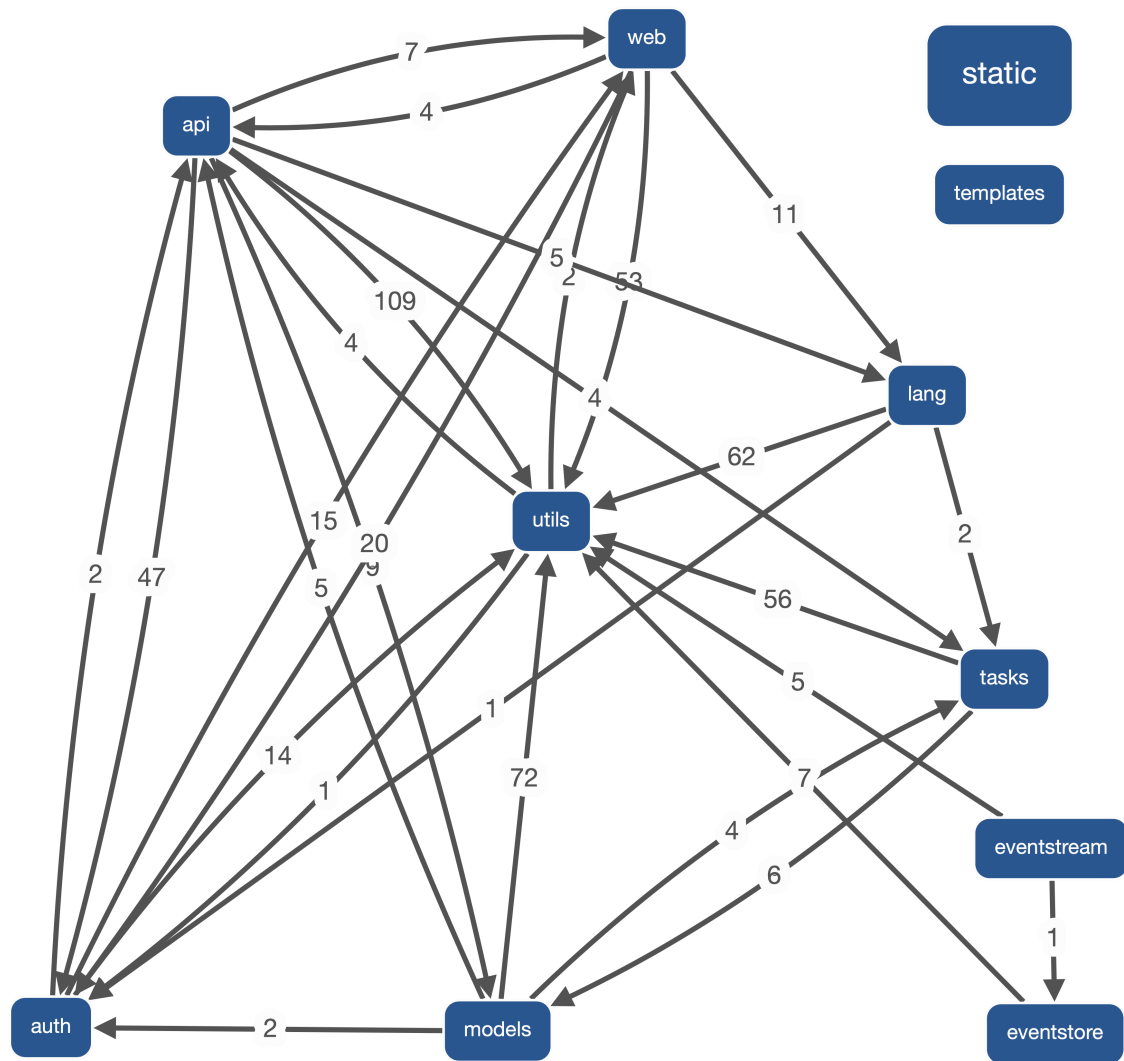 web
static
7
api
4
templates
11
5
2
53
109
4
4
lang
62
15
utils
2
20
9
2
47
5
56
tasks
5
1
14
72
7
1
4
eventstream
6
1
auth
2
models
eventstore